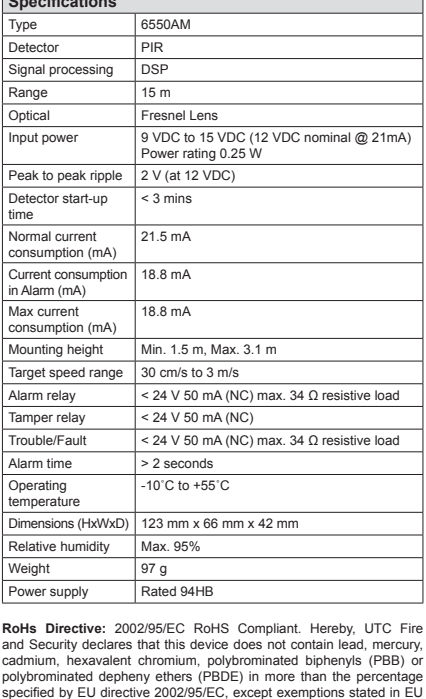 Specifications
Type 6550AM
Detector PIR
Signal processing DSP
Range 15 m
Optical Fresnel Lens
Input power 9 VDC to 15 VDC (12 VDC nominal @ 21mA)
Power rating 0.25 W
Peak to peak ripple 2 V (at 12 VDC)
Detector start-up < 3 mins
time
Normal current 21.5 mA
consumption (mA)
Current consumption 18.8 mA
in Alarm (mA)
Max current 18.8 mA
consumption (mA)
Mounting height Min. 1.5 m, Max. 3.1 m
Target speed range 30 cm/s to 3 m/s
Alarm relay < 24 V 50 mA (NC) max. 34 Ω resistive load
Tamper relay < 24 V 50 mA (NC)
Trouble/Fault < 24 V 50 mA (NC) max. 34 Ω resistive load
Alarm time > 2 seconds
Operating -10˚C to +55˚C
temperature
Dimensions (HxWxD) 123 mm x 66 mm x 42 mm
Relative humidity Max. 95%
Weight 97 g
Power supply Rated 94HB
RoHs Directive: 2002/95/EC RoHS Compliant. Hereby, UTC Fire
and Security declares that this device does not contain lead, mercury,
cadmium, hexavalent chromium, polybrominated biphenyls (PBB) or
polybrominated depheny ethers (PBDE) in more than the percentage
specified by EU directive 2002/95/EC, except exemptions stated in EU